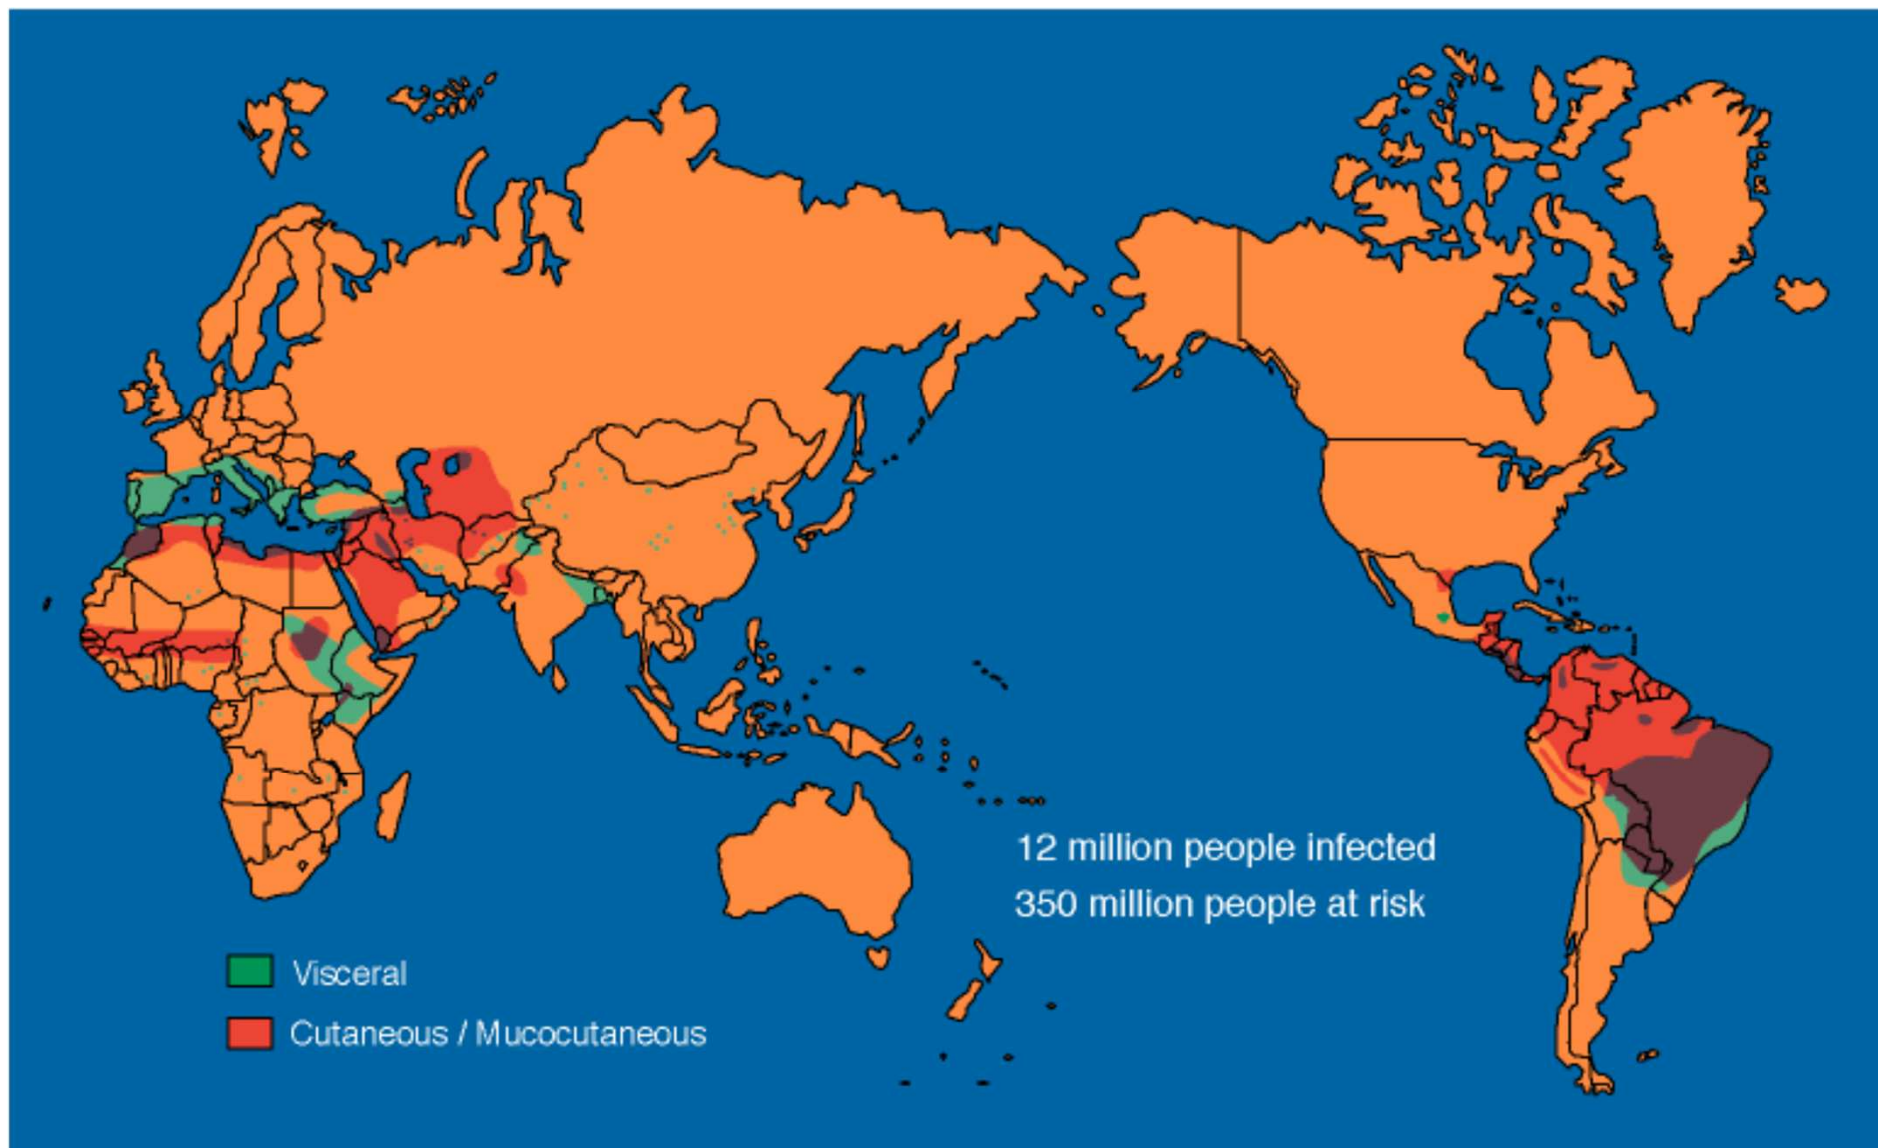 12 million people infected
350 million people at risk
Visceral
Cutaneous / Mucocutaneous